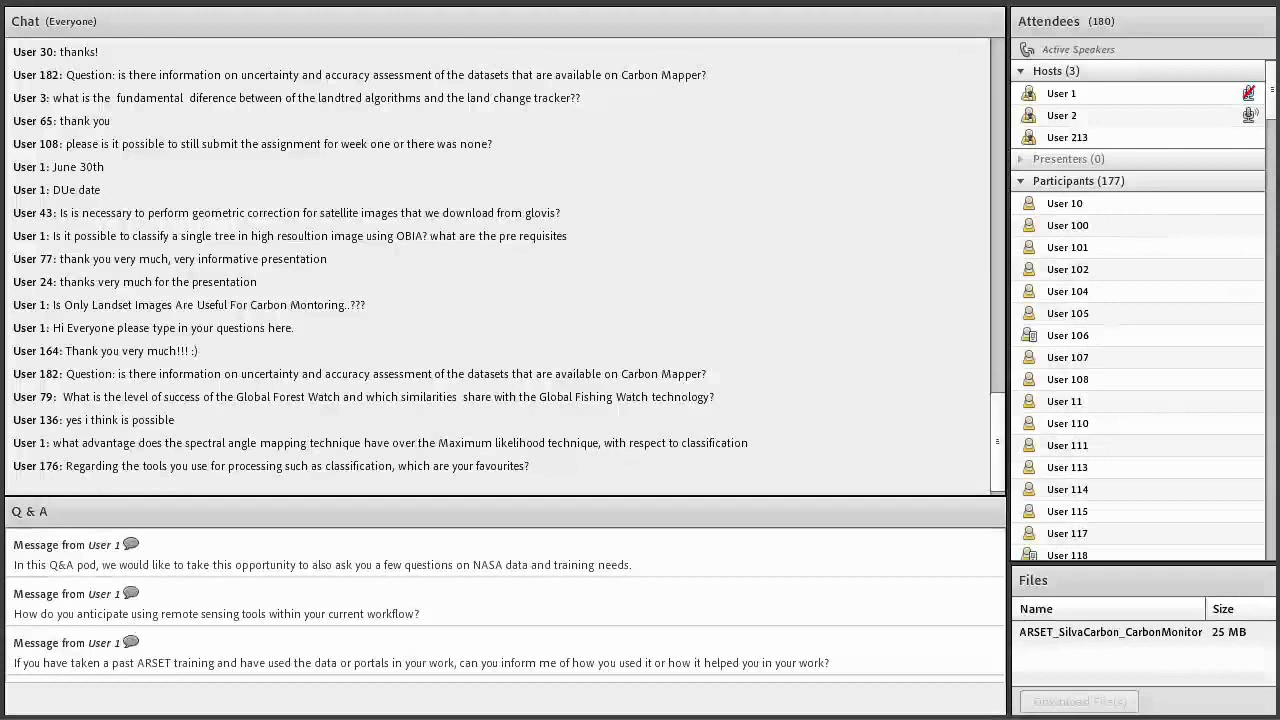 Chat (Everyone)
User 30: thanks!
User 182: Question: is there information on uncertainty and accuracy assessment of the datasets that are available on Carbon Mapper?
User 3: what is the fundamental diference between of the ladtred algorithms and the land change tracker??
User 65: thank you
User 108: please is it possible to still submit the assignment for week one or there was none?
User 1: June 30th
User 1: DUe date
User 43: Is is necessary to perform geometric correction for satellite images that we download from glovis?
User 1: Is it possible to classify a single tree in high resoultion image using OBIA? what are the pre requisites
User 77: thank you very much, very informative presentation
User 24: thanks very much for the presentation
User 1: Is Only Landset Images Are Useful For Carbon Montoring..???
User 1: Hi Everyone please type in your questions here.
User 164: Thank you very much!!! :)
User 182: Question: is there information on uncertainty and accuracy assessment of the datasets that are available on Carbon Mapper?
User 79: What is the level of success of the Global Forest Watch and which similarities share with the Global Fishing Watch technology?
User 136: yes i think is possible
User 1: what advantage does the spectral angle mapping technique have over the Maximum likelihood technique, with respect to classification
User 176: Regarding the tools you use for processing such as classification, which are your favourites?
Q & A
Message from User 1
In this Q&A pod, we would like to take this opportunity to also ask you a few questions on NASA data and training needs.
Message from User 1
How do you anticipate using remote sensing tools within your current workflow?
Message from User 1
If you have taken a past ARSET training and have used the data or portals in your work, can you inform me of how you used it or how it helped you in your work?
Attendees (180)
Active Speakers
Hosts (3)
User 1
User 2
User 213
Presenters (0)
Participants (177)
User 10
User 100
User 101
User 102
User 104
User 105
User 106
User 107
User 108
User 11
User 110
User 111
User 113
User 114
User 115
User 117
User 118
Files
Name Size
ARSET_SilvaCarbon_CarbonMonitor 25 MB
Download File(s)